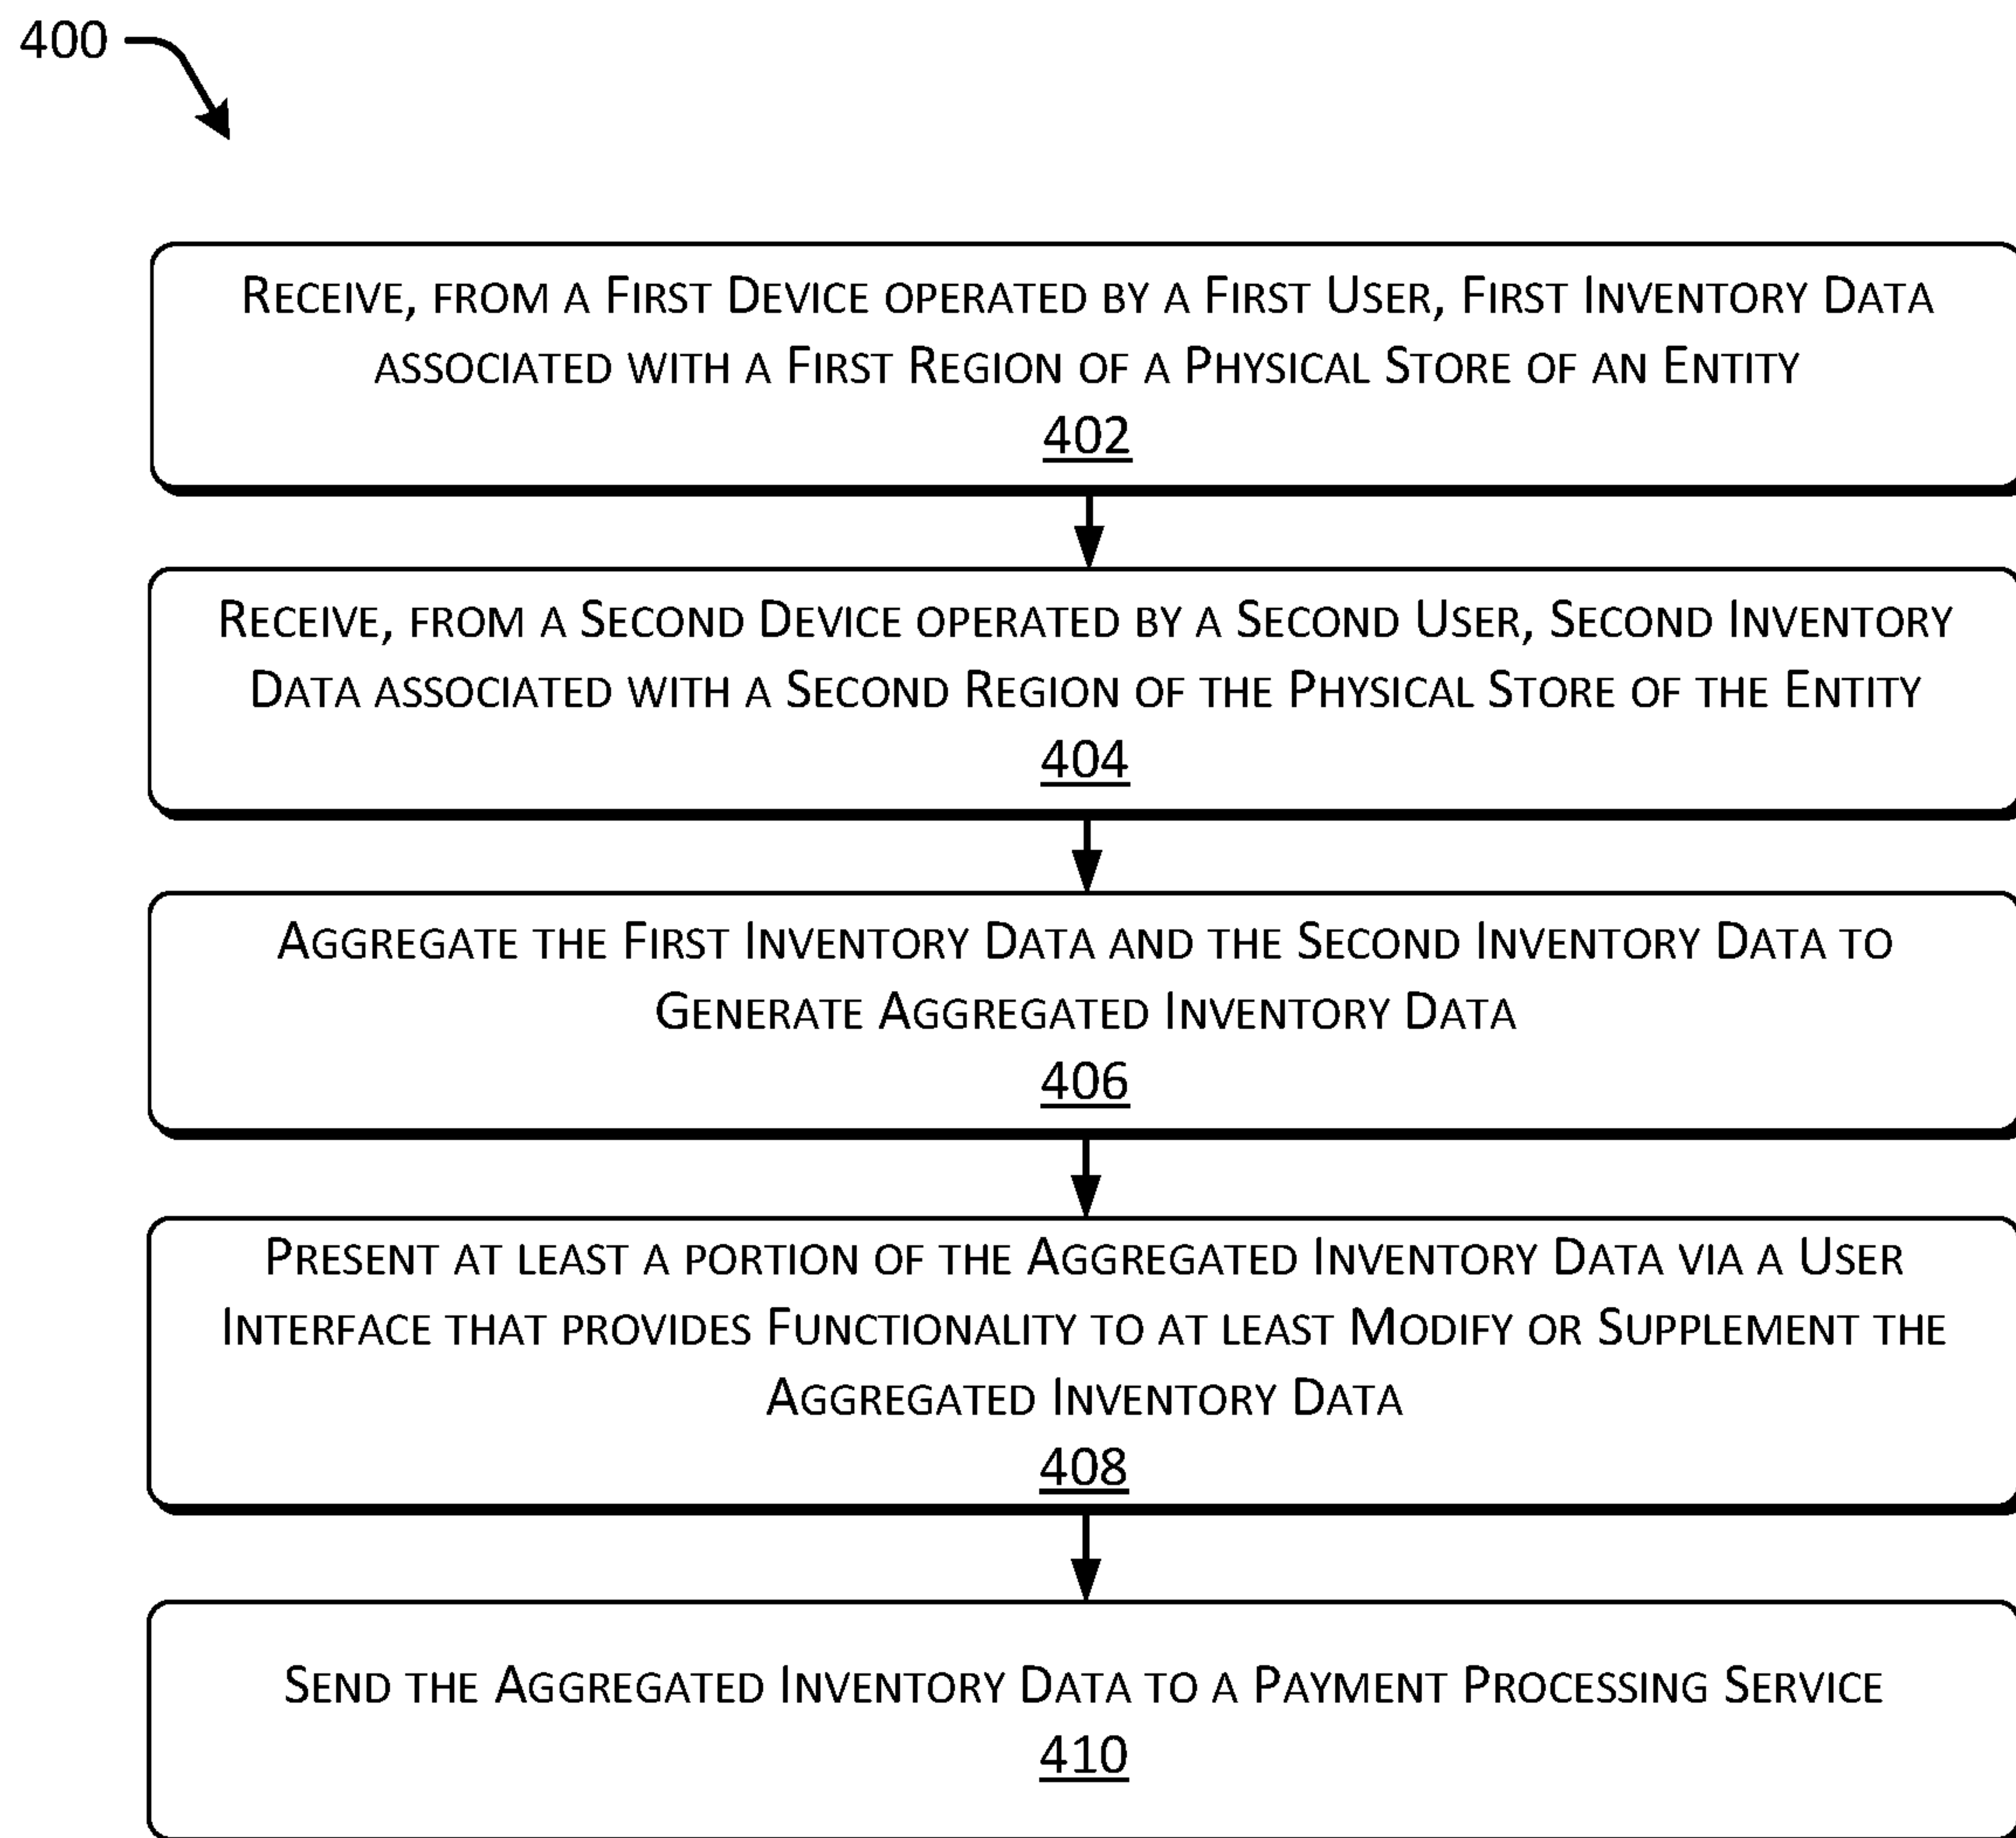 400
Receive, from a First Device operated by a First User, First Inventory Data
associated with a First Region of a Physical Store of an Entity
402
Receive, from a Second Device operated by a Second User, Second Inventory
Data associated with a Second Region of the Physical Store of the Entity
404
Aggregate the First Inventory Data and the Second Inventory Data to
Generate Aggregated Inventory Data
406
Present at least a portion of the Aggregated Inventory Data via a User
Interface that provides Functionality to at least Modify or Supplement the
Aggregated Inventory Data
408
Send the Aggregated Inventory Data to a Payment Processing Service
410